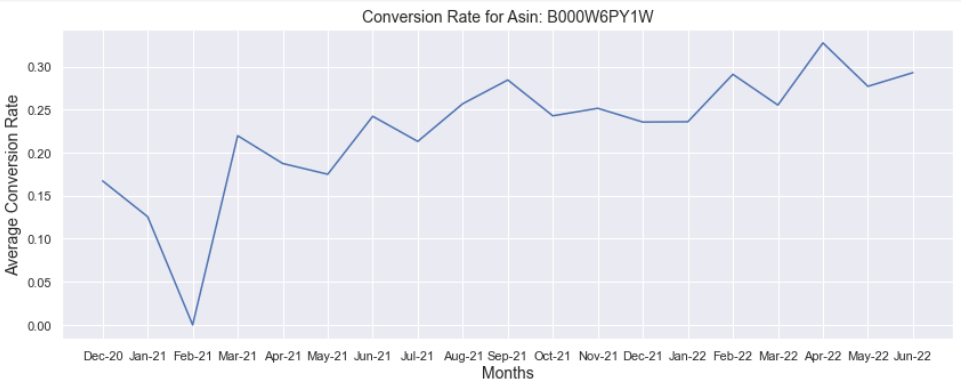 Conversion Rate for Asin: B000W6PY1W
Average Conversion Rate
0.30
0.25
0.20
0.15
0.10
0.05
0.00
Dec-20 Jan-21 Feb-21 Mar-21 Apr-21 May-21 Jun-21 Jul-21 Aug-21 Sep-21 Oct-21 Nov-21 Dec-21 Jan-22 Feb-22 Mar-22 Apr-22 May-22 Jun-22
Months